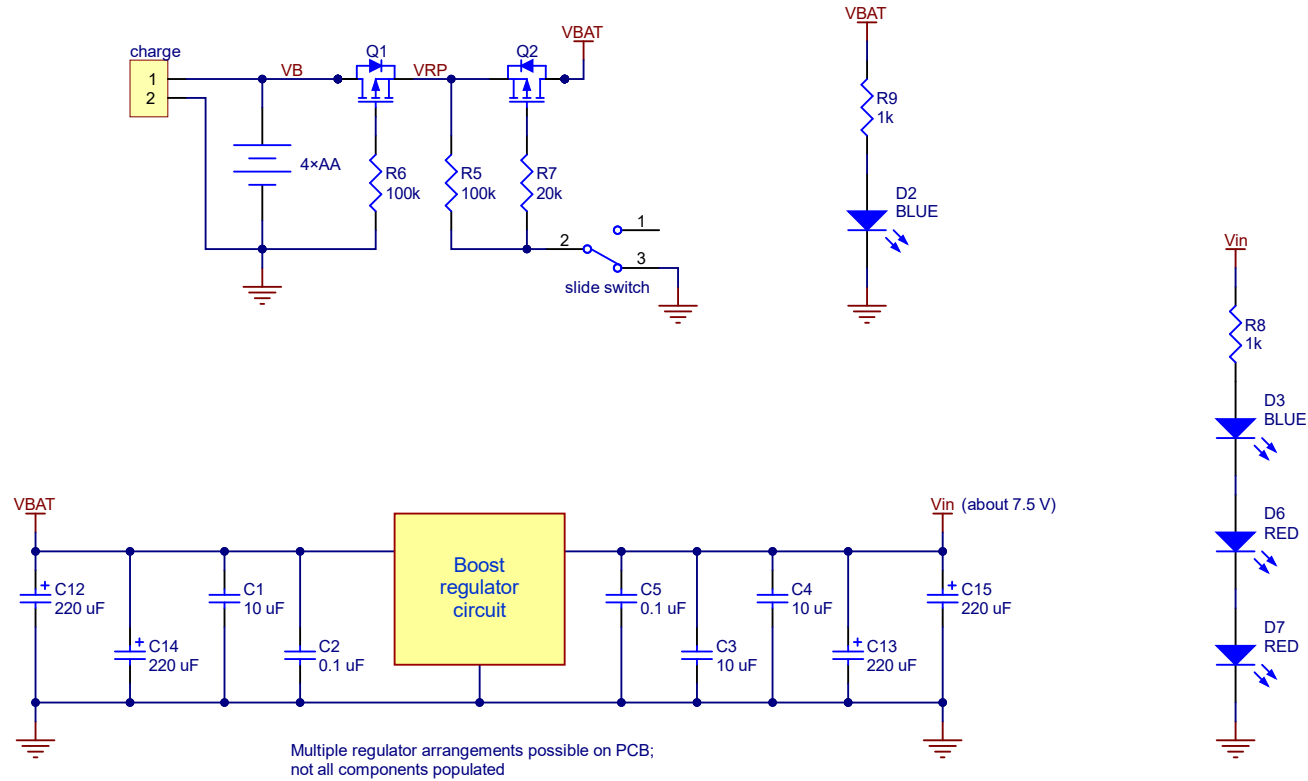 charge
1
2
VB
Q1
VRP
Q2
VBAT
4×AA
R6
100k
R5
100k
R7
20k
1
2
3
slide switch
VBAT
R9
1k
D2
BLUE
Vin
R8
1k
D3
BLUE
D6
RED
D7
RED
VBAT
C12
220 uF
C14
220 uF
C1
10 uF
C2
0.1 uF
Boost
regulator
circuit
C5
0.1 uF
C3
10 uF
C4
10 uF
C13
220 uF
Vin (about 7.5 V)
C15
220 uF
Multiple regulator arrangements possible on PCB;
not all components populated